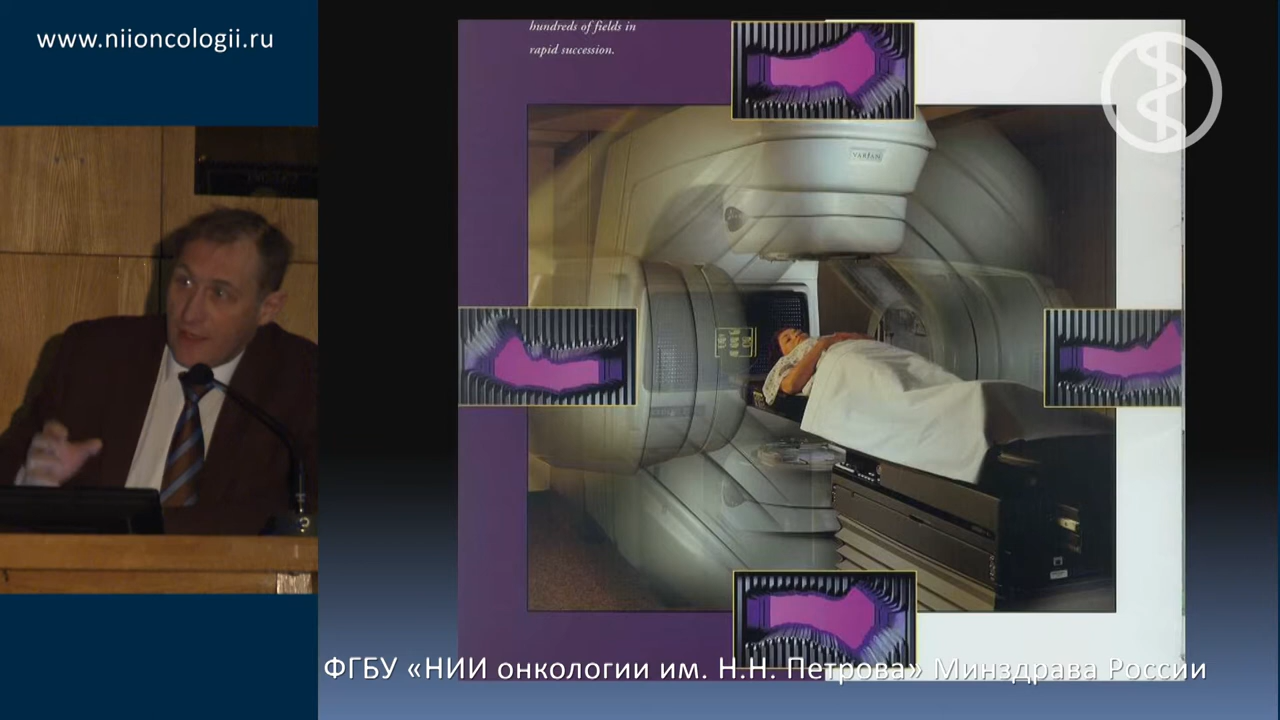 www.niioncologii.ru
hundreds of fields in
rapid succession.
VARIAN
ФГБУ «НИИ онкологии им. Н.Н. Петрова» Минздрава России